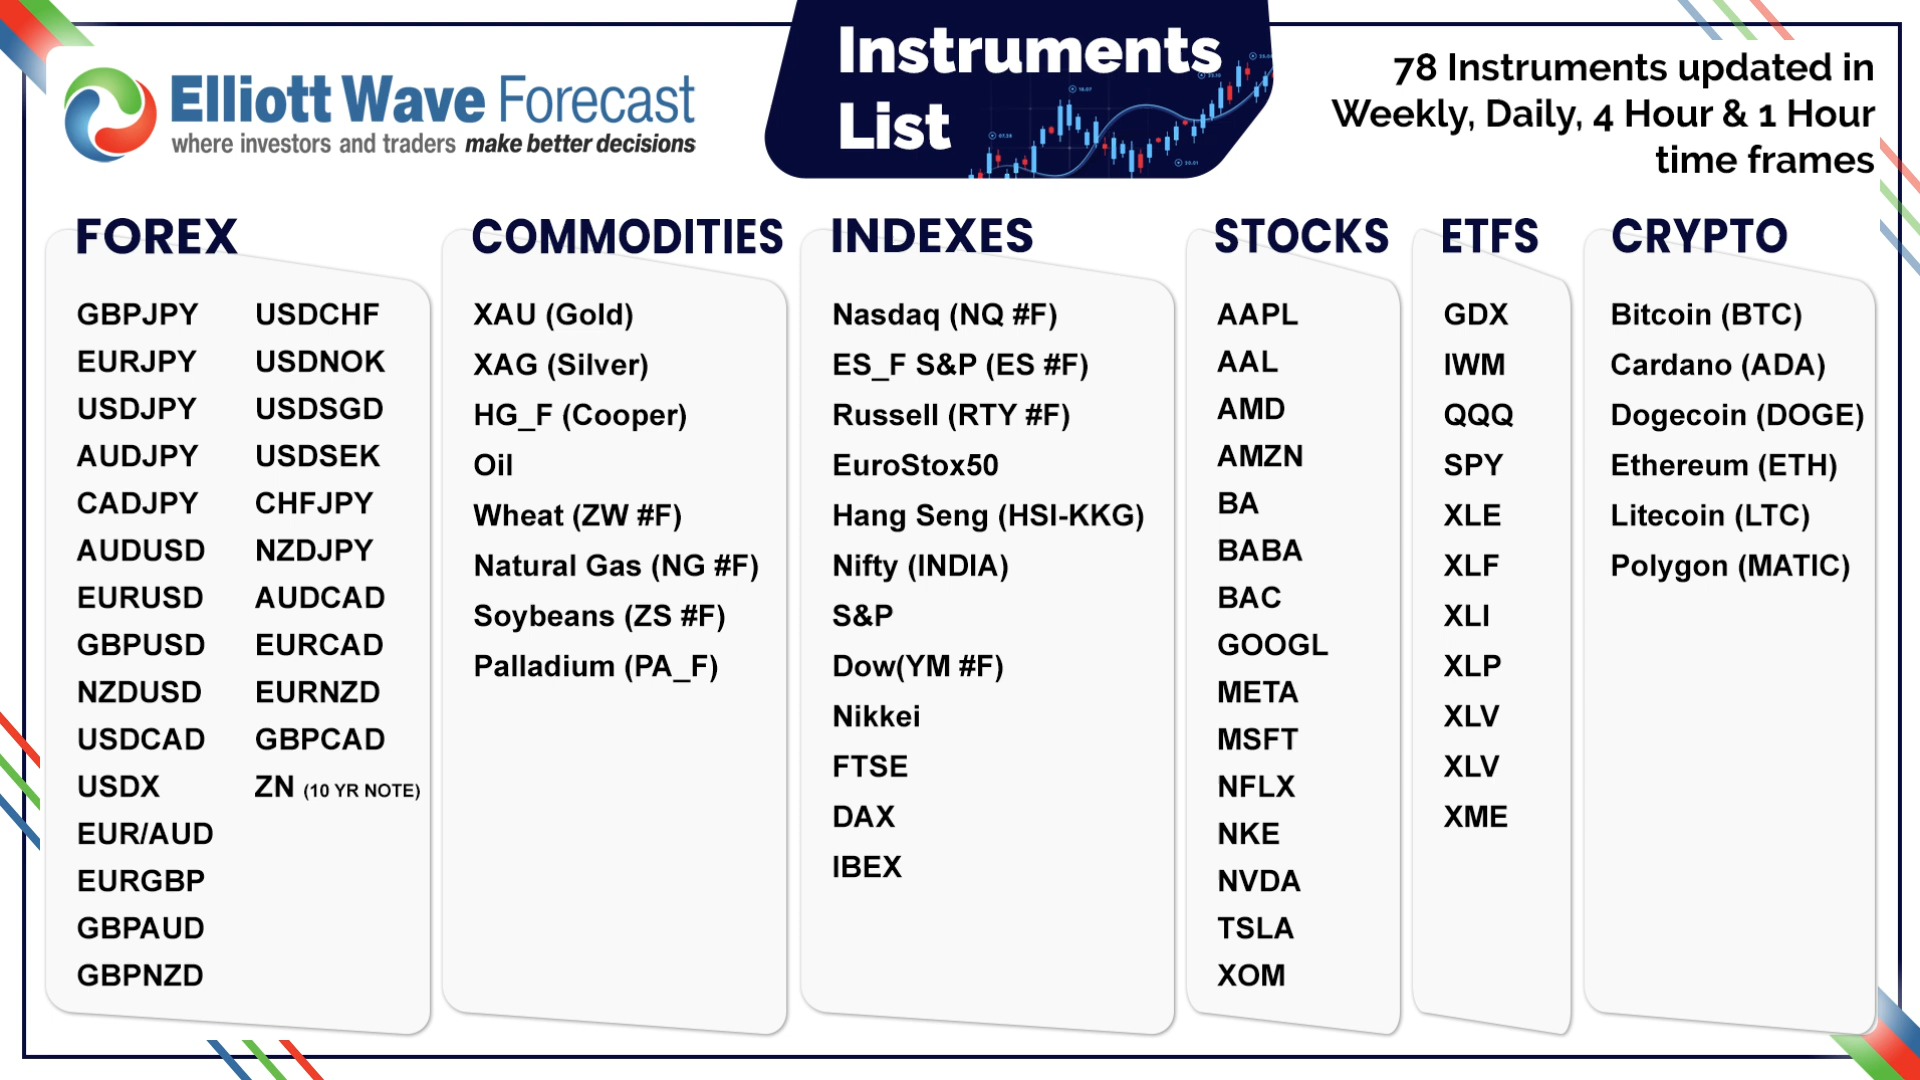 Elliott Wave Forecast
where investors and traders make better decisions
Instruments
List
78 Instruments updated in
Weekly, Daily, 4 Hour & 1 Hour
time frames
FOREX
GBPJPY
EURJPY
USDJPY
AUDJPY
CADJPY
AUDUSD
EURUSD
GBPUSD
NZDUSD
USDCAD
USDX
EUR/AUD
EURGBP
GBPAUD
GBPNZD
USDCHF
USDNOK
USDSGD
USDSEK
CHFJPY
NZDJPY
AUDCAD
EURCAD
EURNZD
GBPCAD
ZN (10 YR NOTE)
COMMODITIES
XAU (Gold)
XAG (Silver)
HG_F (Cooper)
Oil
Wheat (ZW #F)
Natural Gas (NG #F)
Soybeans (ZS #F)
Palladium (PA_F)
INDEXES
Nasdaq (NQ #F)
ES_F S&P (ES #F)
Russell (RTY #F)
EuroStox50
Hang Seng (HSI-KKG)
Nifty (INDIA)
S&P
Dow(YM #F)
Nikkei
FTSE
DAX
IBEX
STOCKS
AAPL
AAL
AMD
AMZN
BA
BABA
BAC
GOOGL
META
MSFT
NFLX
NKE
NVDA
TSLA
XOM
ETFS
GDX
IWM
QQQ
SPY
XLE
XLF
XLI
XLP
XLV
XLV
XME
CRYPTO
Bitcoin (BTC)
Cardano (ADA)
Dogecoin (DOGE)
Ethereum (ETH)
Litecoin (LTC)
Polygon (MATIC)